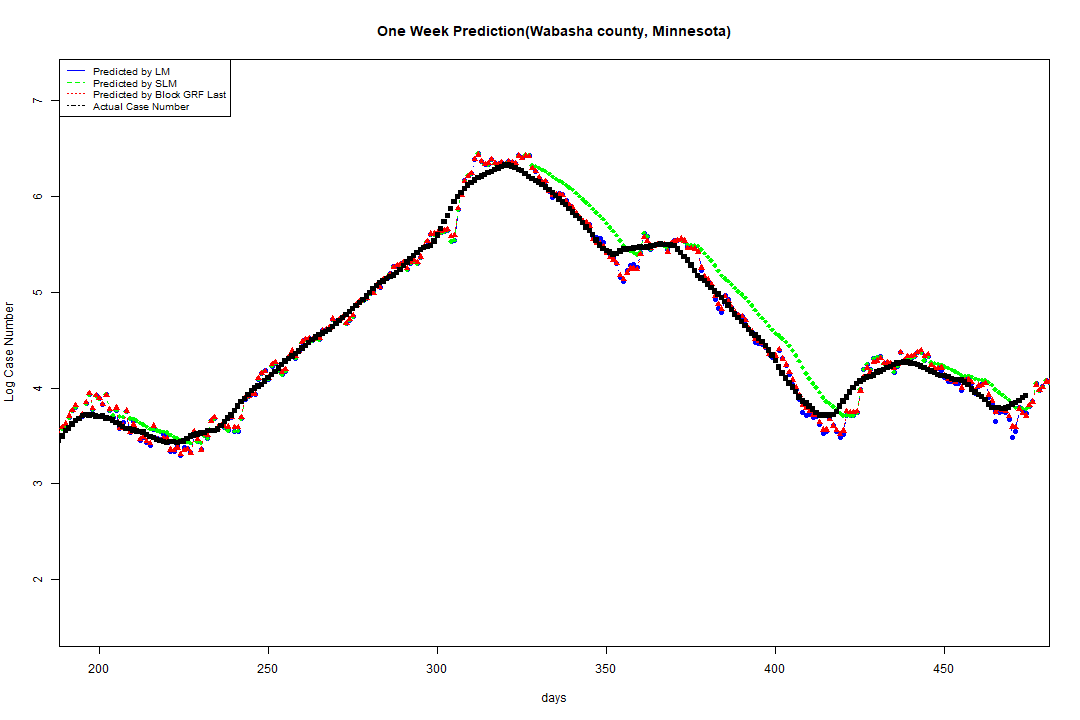 One Week Prediction(Wabasha county, Minnesota)
Predicted by LM
Predicted by SLM
Predicted by Block GRF Last
Actual Case Number
7
6
5
4
3
2
Log Case Number
200 250 300 350 400 450
days